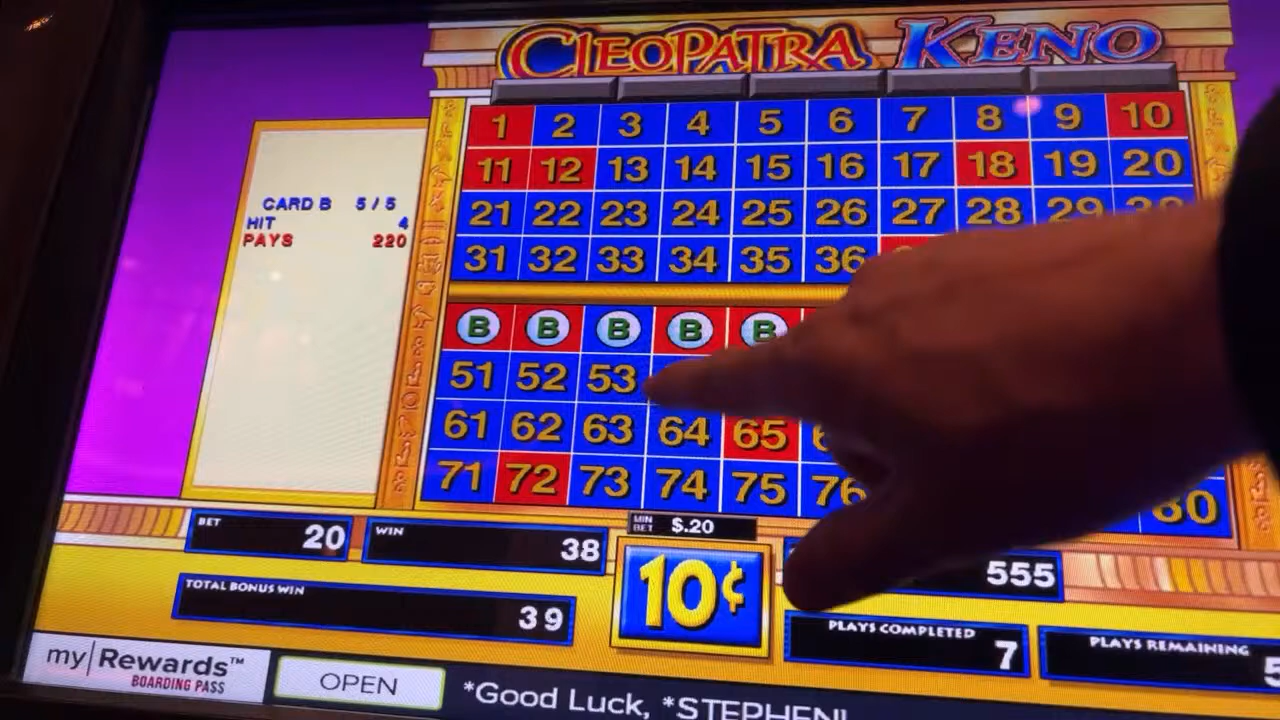 CLEOPATRA KENO
1 2 3 4 5 6 7 8 9 10
CARD B 5/5
HIT 4
PAYS 220
11 12 13 14 15 16 17 18 19 20
21 22 23 24 25 26 27 28 29
31 32 33 34 35 36
B B B B B
51 52 53
61 62 63 64 65
71 72 73 74 75 76 80
BET 20
WIN 38
MIN BET $.20
10¢
555
TOTAL BONUS WIN 39
PLAYS COMPLETED 7
PLAYS REMAINING
my|Rewards™
BOARDING PASS
OPEN
*Good Luck, *STEPHEN!